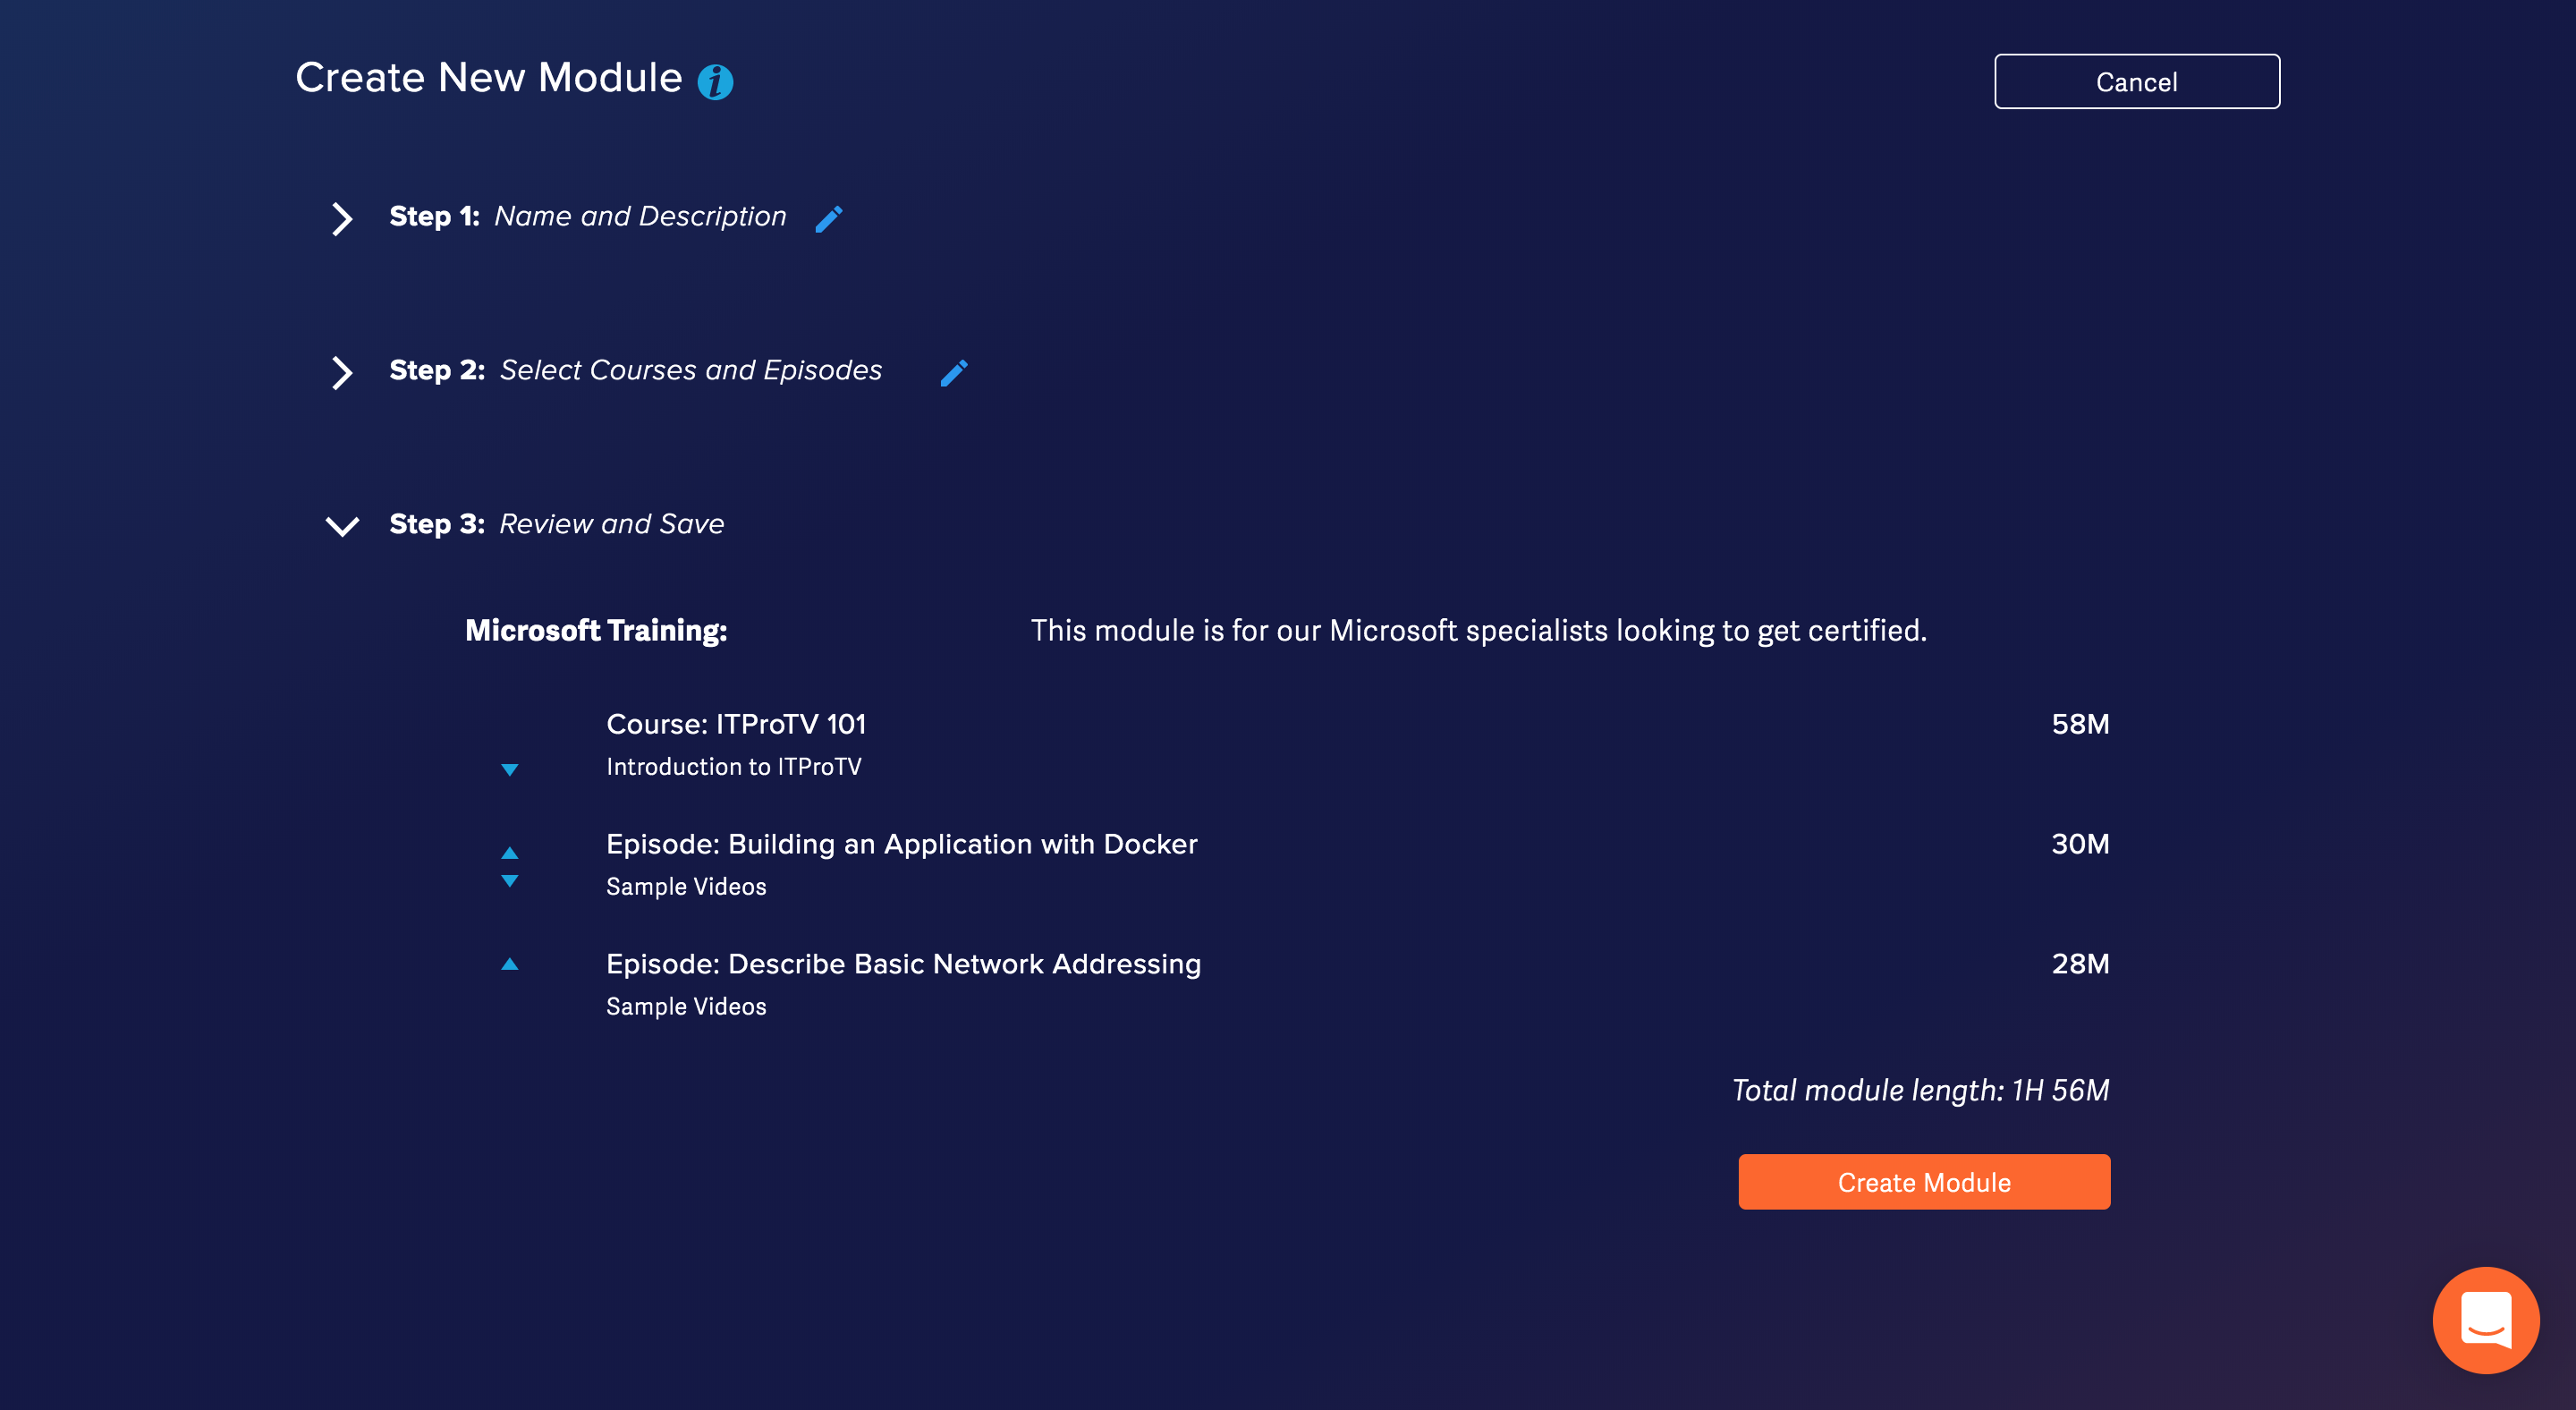 Create New Module
Cancel
Step 1: Name and Description
Step 2: Select Courses and Episodes
Step 3: Review and Save
Microsoft Training: This module is for our Microsoft specialists looking to get certified.
Course: ITProTV 101 58M
Introduction to ITProTV
Episode: Building an Application with Docker 30M
Sample Videos
Episode: Describe Basic Network Addressing 28M
Sample Videos
Total module length: 1H 56M
Create Module